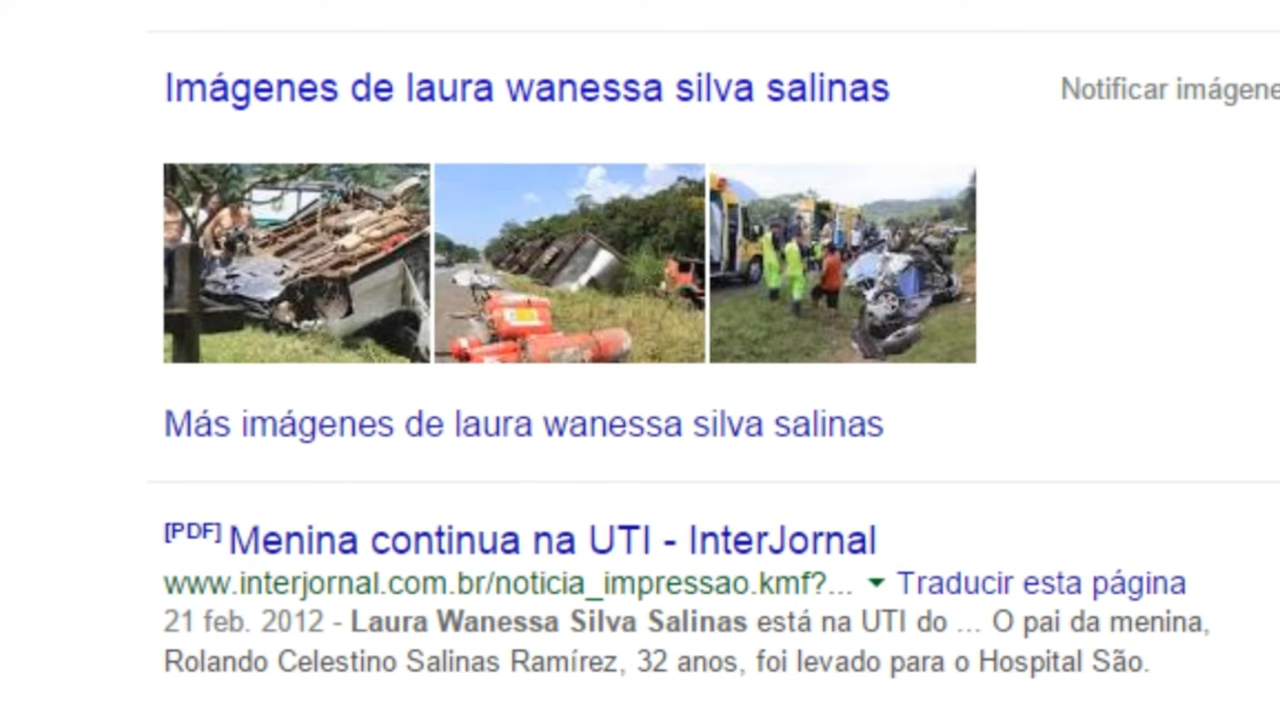 Imágenes de laura wanessa silva salinas
Notificar imágene
Más imágenes de laura wanessa silva salinas
[PDF] Menina continua na UTI - InterJornal
www.interjornal.com.br/noticia_impressao.kmf?... Traducir esta página
21 feb. 2012 - Laura Wanessa Silva Salinas está na UTI do ... O pai da menina,
Rolando Celestino Salinas Ramírez, 32 anos, foi levado para o Hospital São.